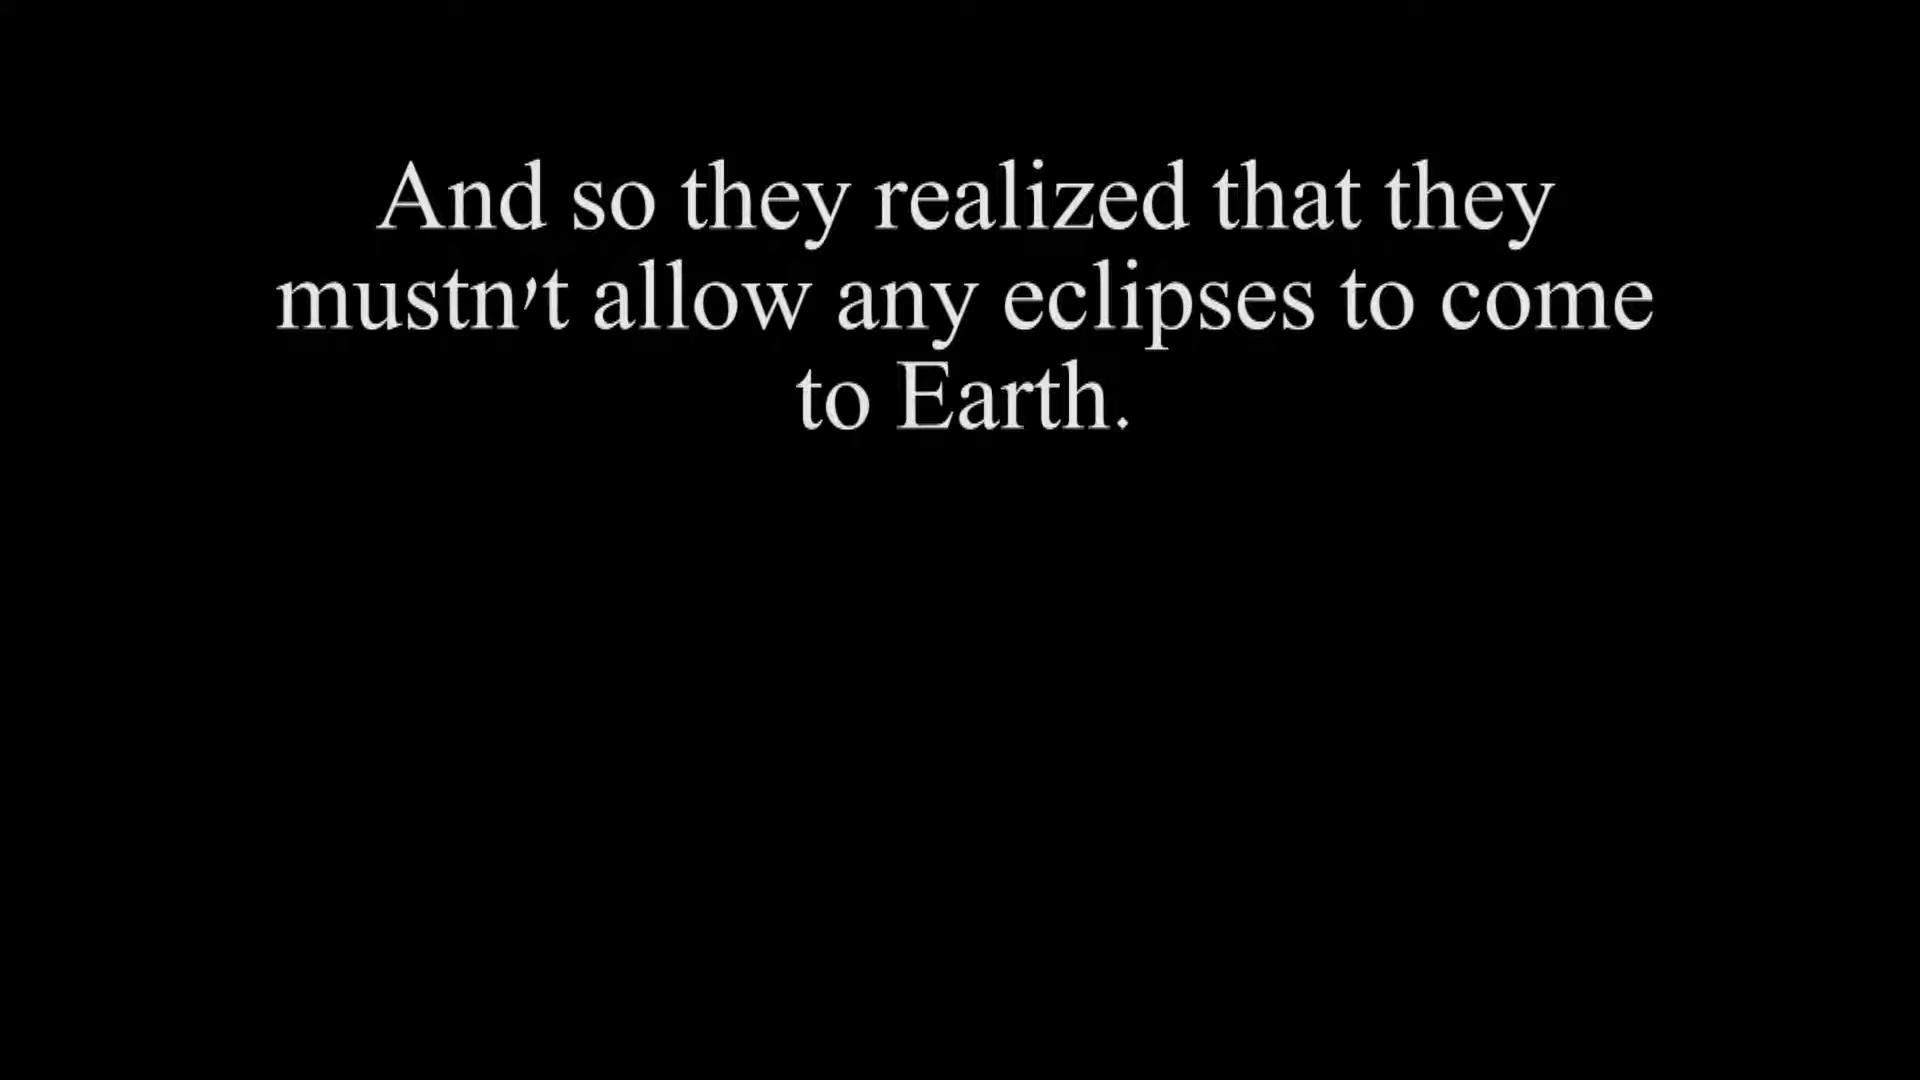 And so they realized that they
mustn't allow any eclipses to come
to Earth.